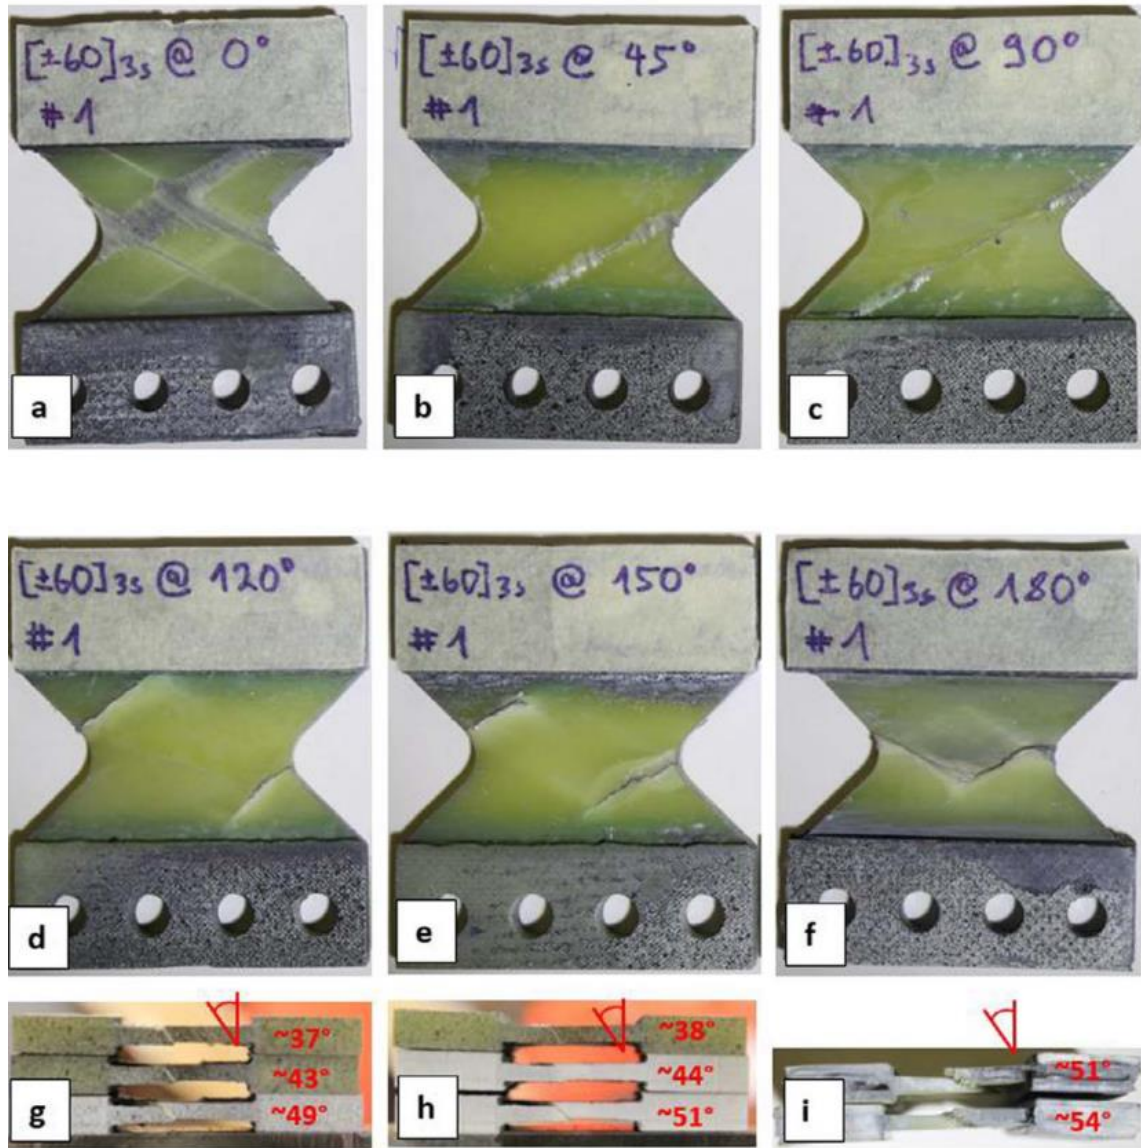 [±60]3s @ 0°
#1
a
[±60]3s @ 45°
#1
b
[±60]3s @ 90°
#1
c
[±60]3s @ 120°
#1
d
[±60]3s @ 150°
#1
e
[±60]3s @ 180°
#1
f
~37°
~43°
~49°
g
~38°
~44°
~51°
h
~51°
~54°
i